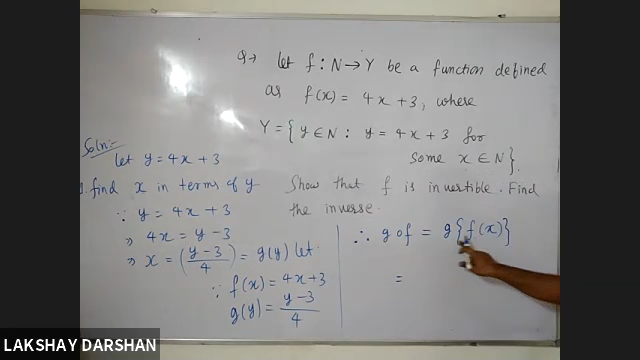 Q→ Let f : N → Y be a function defined
as f(x) = 4x + 3, where
Y = { y ∈ N : y = 4x + 3 for
some x ∈ N }.
Show that f is invertible. Find
the inverse.
Soln:-
let y = 4x + 3
find x in terms of y
∵ y = 4x + 3
⇒ 4x = y - 3
⇒ x = (y - 3 / 4) = g(y) let
∵ f(x) = 4x + 3
g(y) = y - 3 / 4
∴ g o f = g{f(x)}
=
LAKSHAY DARSHAN